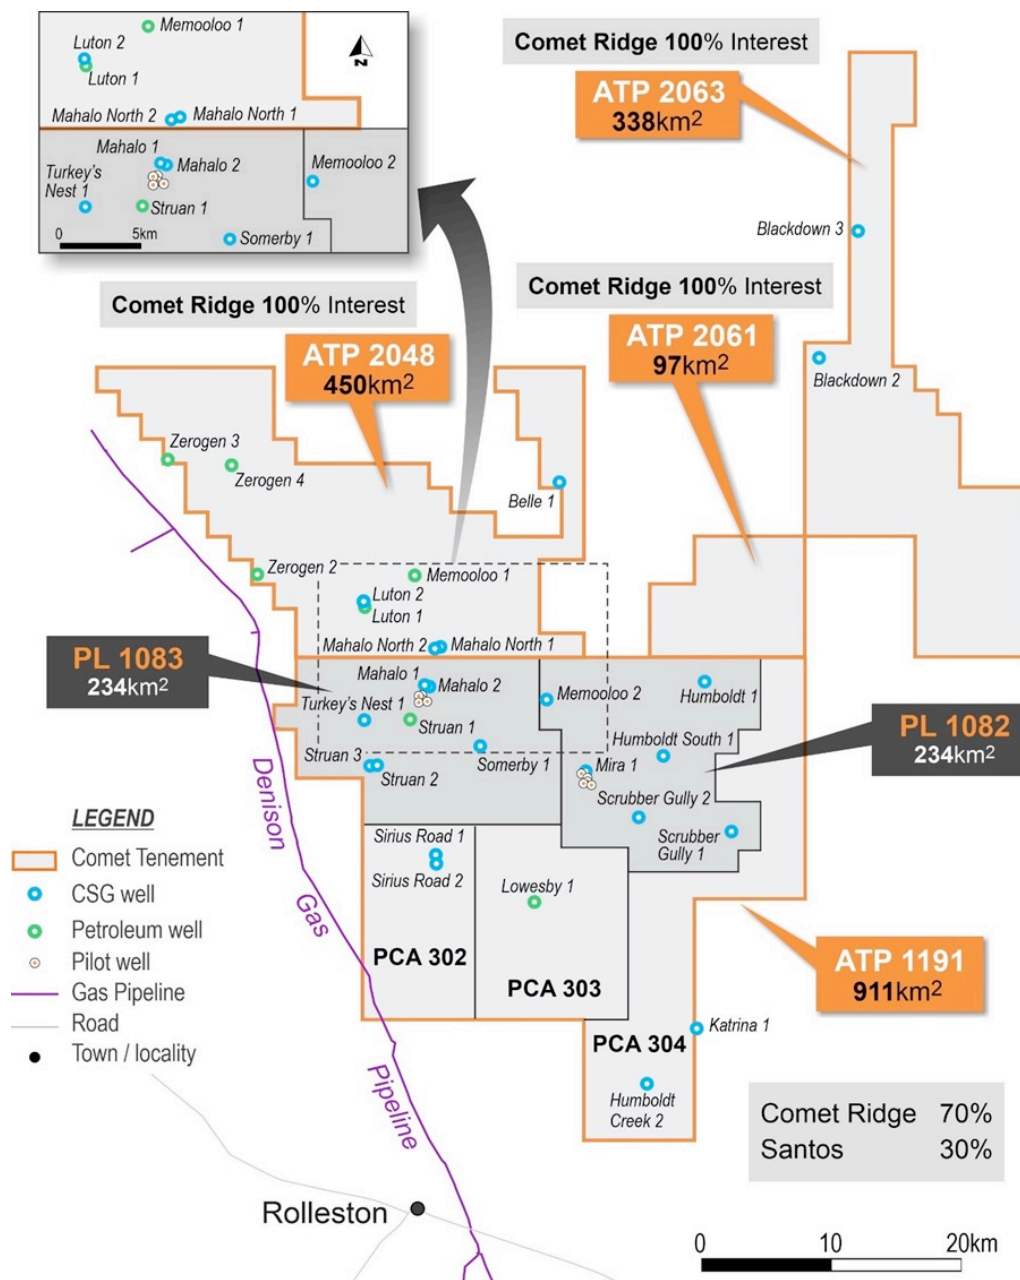 Memooloo 1
Luton 2
Luton 1
N
Mahalo North 2
Mahalo North 1
Mahalo 1
Mahalo 2
Memooloo 2
Turkey's
Nest 1
Struan 1
0
5km
Somerby 1
Comet Ridge 100% Interest
ATP 2063
338km²
Blackdown 3
Comet Ridge 100% Interest
ATP 2061
97km²
Blackdown 2
Comet Ridge 100% Interest
ATP 2048
450km²
Zerogen 3
Zerogen 4
Belle 1
Zerogen 2
Memooloo 1
Luton 2
Luton 1
Mahalo North 2
Mahalo North 1
PL 1083
234km²
Mahalo 1
Mahalo 2
Memooloo 2
Humboldt 1
Turkey's Nest 1
Struan 1
Humboldt South 1
PL 1082
234km²
Struan 3
Somerby 1
Mira 1
Struan 2
Scrubber Gully 2
Scrubber
Gully 1
Denison Gas Pipeline
LEGEND
Comet Tenement
CSG well
Petroleum well
Pilot well
Gas Pipeline
Road
Town / locality
Sirius Road 1
Sirius Road 2
Lowesby 1
PCA 302
PCA 303
ATP 1191
911km²
PCA 304
Katrina 1
Humboldt
Creek 2
Comet Ridge 70%
Santos 30%
Rolleston
0 10 20km